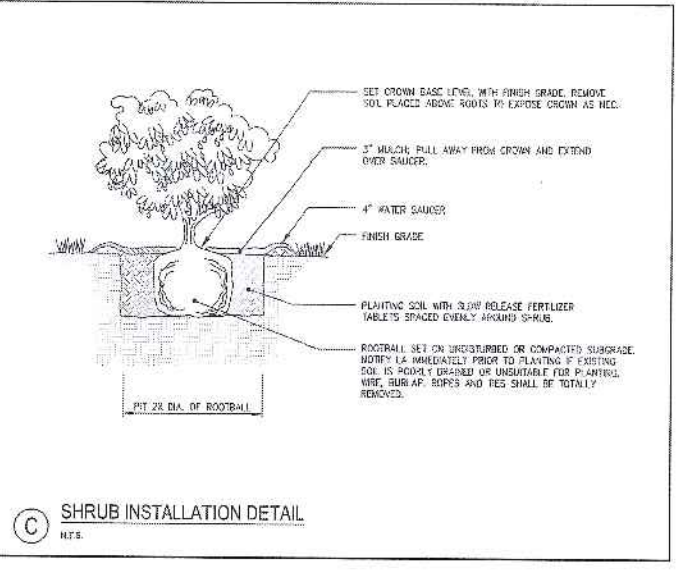 SET CROWN BASE LEVEL WITH FINISH GRADE. REMOVE
SOIL PLACED ABOVE ROOTS TO EXPOSE CROWN AS NEC.
3" MULCH; PULL AWAY FROM CROWN AND EXTEND
OVER SAUCER.
4" WATER SAUCER
FINISH GRADE
PLANTING SOIL WITH SLOW RELEASE FERTILIZER
TABLETS SPACED EVENLY AROUND SHRUB.
ROOTBALL SET ON UNDISTURBED OR COMPACTED SUBGRADE.
NOTIFY LA IMMEDIATELY PRIOR TO PLANTING IF EXISTING
SOIL IS POORLY DRAINED OR UNSUITABLE FOR PLANTING.
WIRE, BURLAP, ROPES AND TIES SHALL BE TOTALLY
REMOVED.
PIT 2X DIA. OF ROOTBALL
C SHRUB INSTALLATION DETAIL
N.T.S.